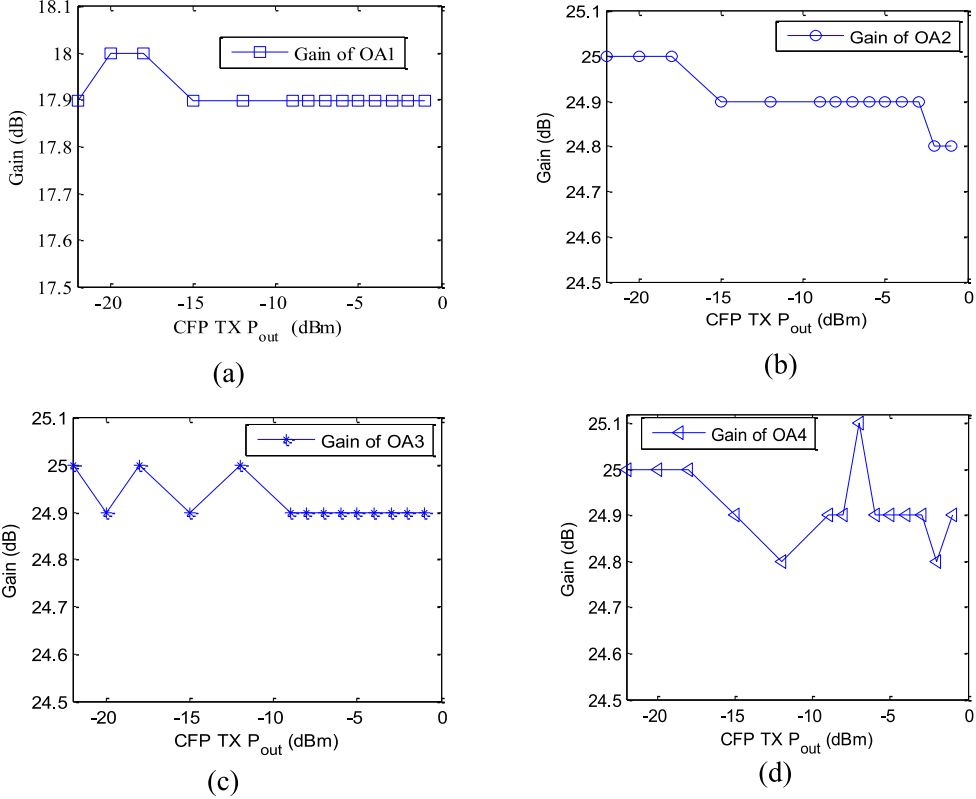 18.1
18
17.9
17.8
17.7
17.6
17.5
Gain (dB)
Gain of OA1
-20 -15 -10 -5 0
CFP TX Pout (dBm)
(a)
25.1
25
24.9
24.8
24.7
24.6
24.5
Gain (dB)
Gain of OA2
-20 -15 -10 -5 0
CFP TX Pout (dBm)
(b)
25.1
25
24.9
24.8
24.7
24.6
24.5
Gain (dB)
Gain of OA3
-20 -15 -10 -5 0
CFP TX Pout (dBm)
(c)
25.1
25
24.9
24.8
24.7
24.6
24.5
Gain (dB)
Gain of OA4
-20 -15 -10 -5 0
CFP TX Pout (dBm)
(d)